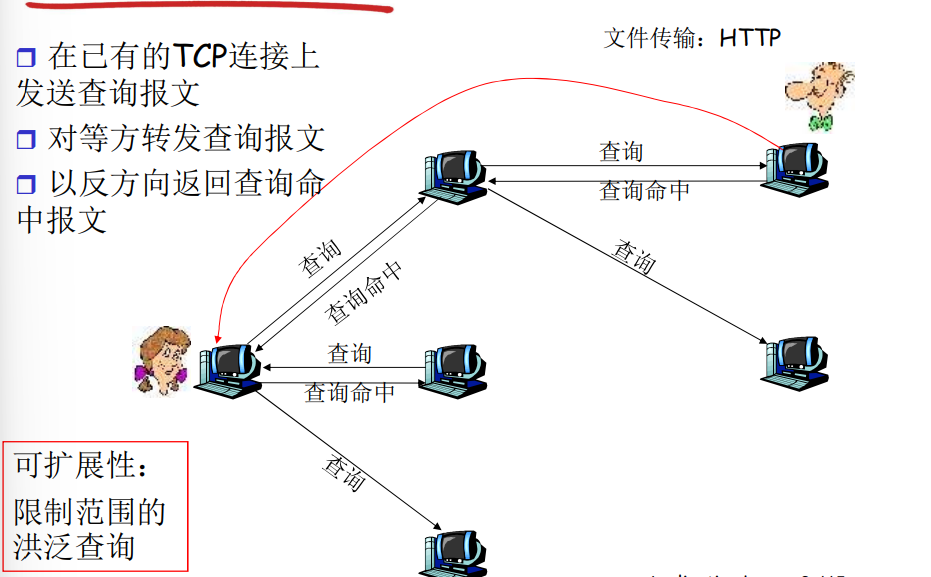 在已有的TCP连接上
发送查询报文
对等方转发查询报文
以反方向返回查询命
中报文
文件传输：HTTP
查询
查询命中
查询
查询命中
查询
查询
查询命中
查询
可扩展性：
限制范围的
洪泛查询